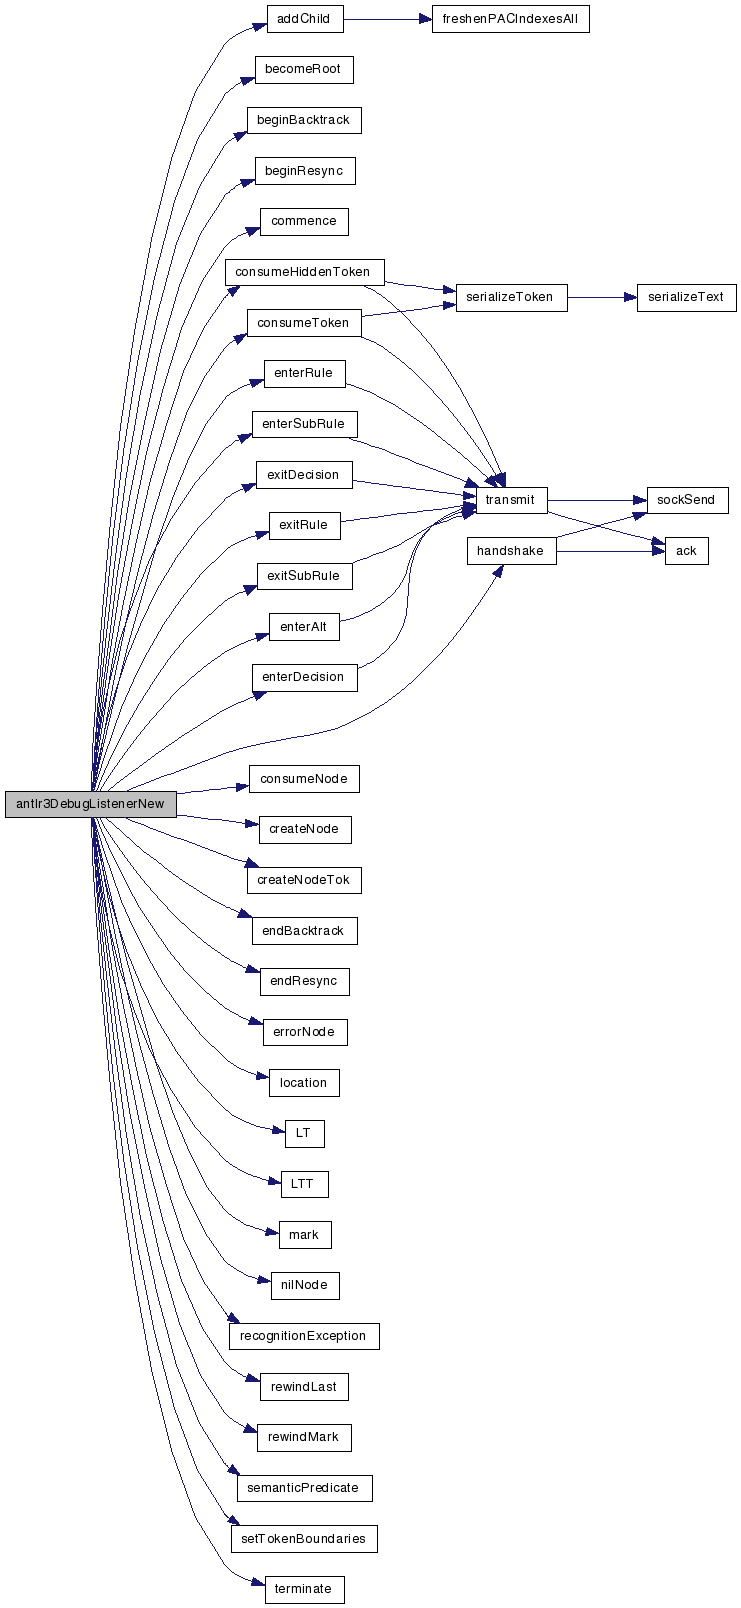 addChild
freshenPACIndexesAll
becomeRoot
beginBacktrack
beginResync
commence
consumeHiddenToken
serializeToken
serializeText
consumeToken
enterRule
enterSubRule
exitDecision
transmit
sockSend
exitRule
handshake
ack
exitSubRule
enterAlt
enterDecision
consumeNode
antlr3DebugListenerNew
createNode
createNodeTok
endBacktrack
endResync
errorNode
location
LT
LTT
mark
nilNode
recognitionException
rewindLast
rewindMark
semanticPredicate
setTokenBoundaries
terminate